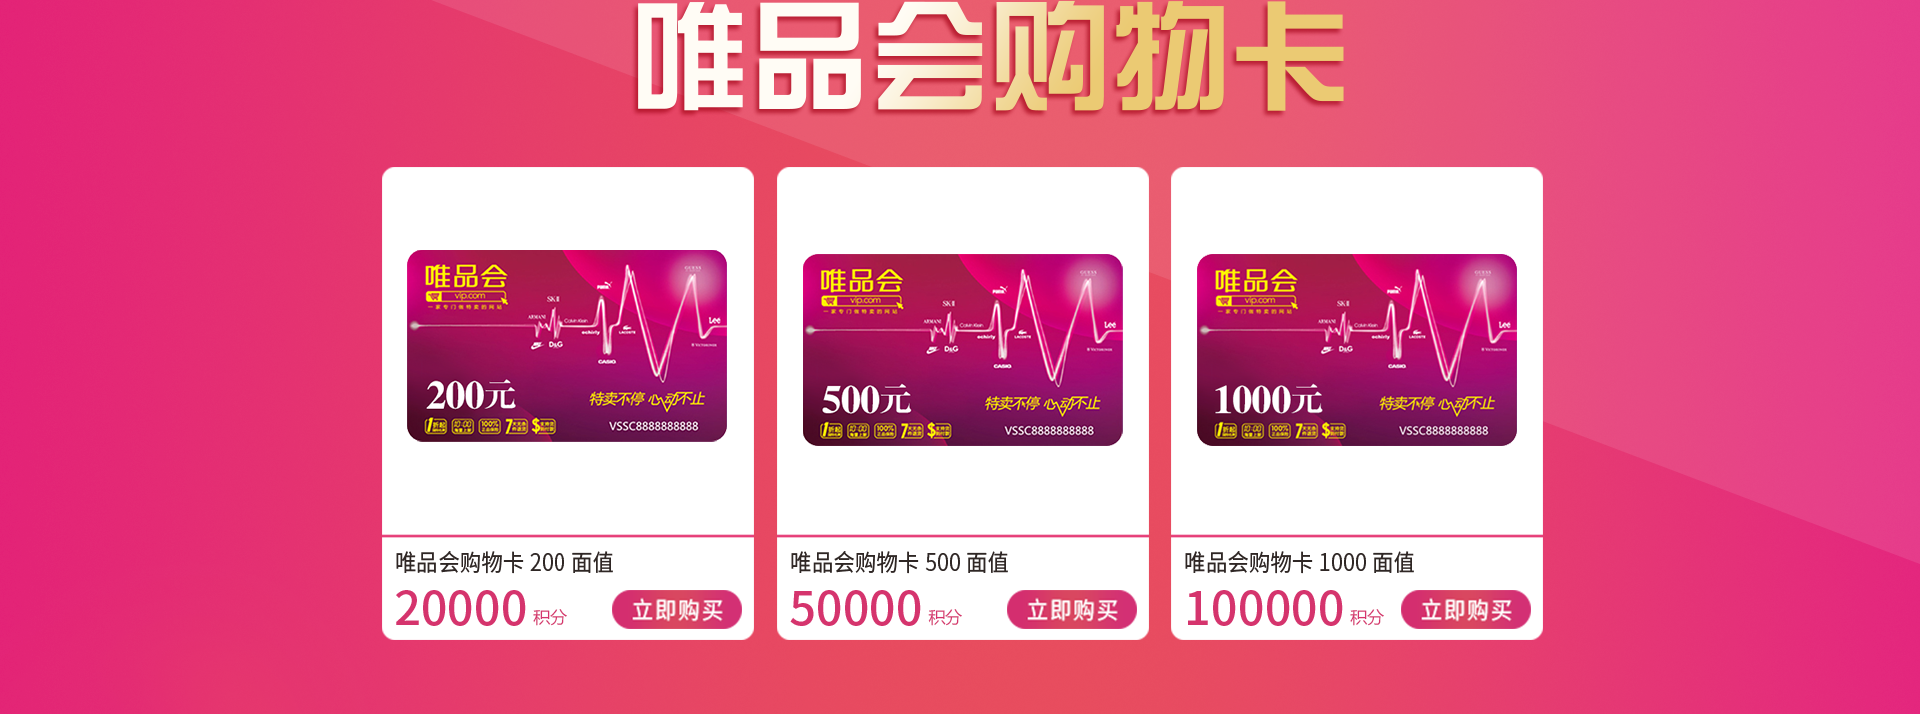 唯品会购物卡
唯品会
vip.com
一家专门做特卖的网站
GUESS
SK-II
ARMANI
Calvin Klein
ochirly
LACOSTE
Lee
D&G
CASIO
200元
特卖不停 心动不止
VSSC8888888888
唯品会购物卡 200 面值
20000 积分
立即购买
唯品会
vip.com
一家专门做特卖的网站
GUESS
SK-II
ARMANI
Calvin Klein
ochirly
LACOSTE
Lee
D&G
CASIO
500元
特卖不停 心动不止
VSSC8888888888
唯品会购物卡 500 面值
50000 积分
立即购买
唯品会
vip.com
一家专门做特卖的网站
GUESS
SK-II
ARMANI
Calvin Klein
ochirly
LACOSTE
Lee
D&G
CASIO
1000元
特卖不停 心动不止
VSSC8888888888
唯品会购物卡 1000 面值
100000 积分
立即购买